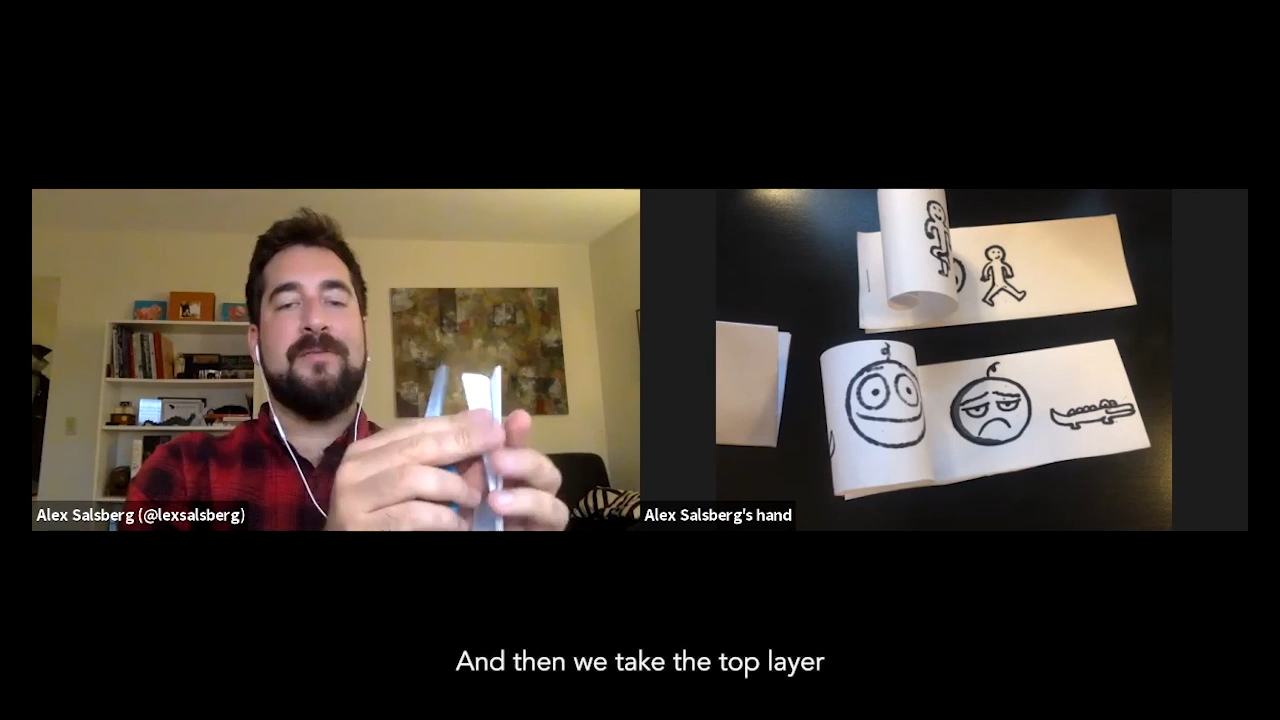 Alex Salsberg (@lexsalsberg)
Alex Salsberg's hand
And then we take the top layer